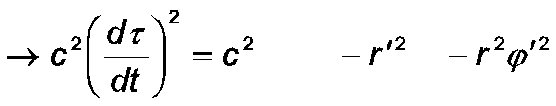 → c²(dτ/dt)² = c² − r′² − r²φ′²